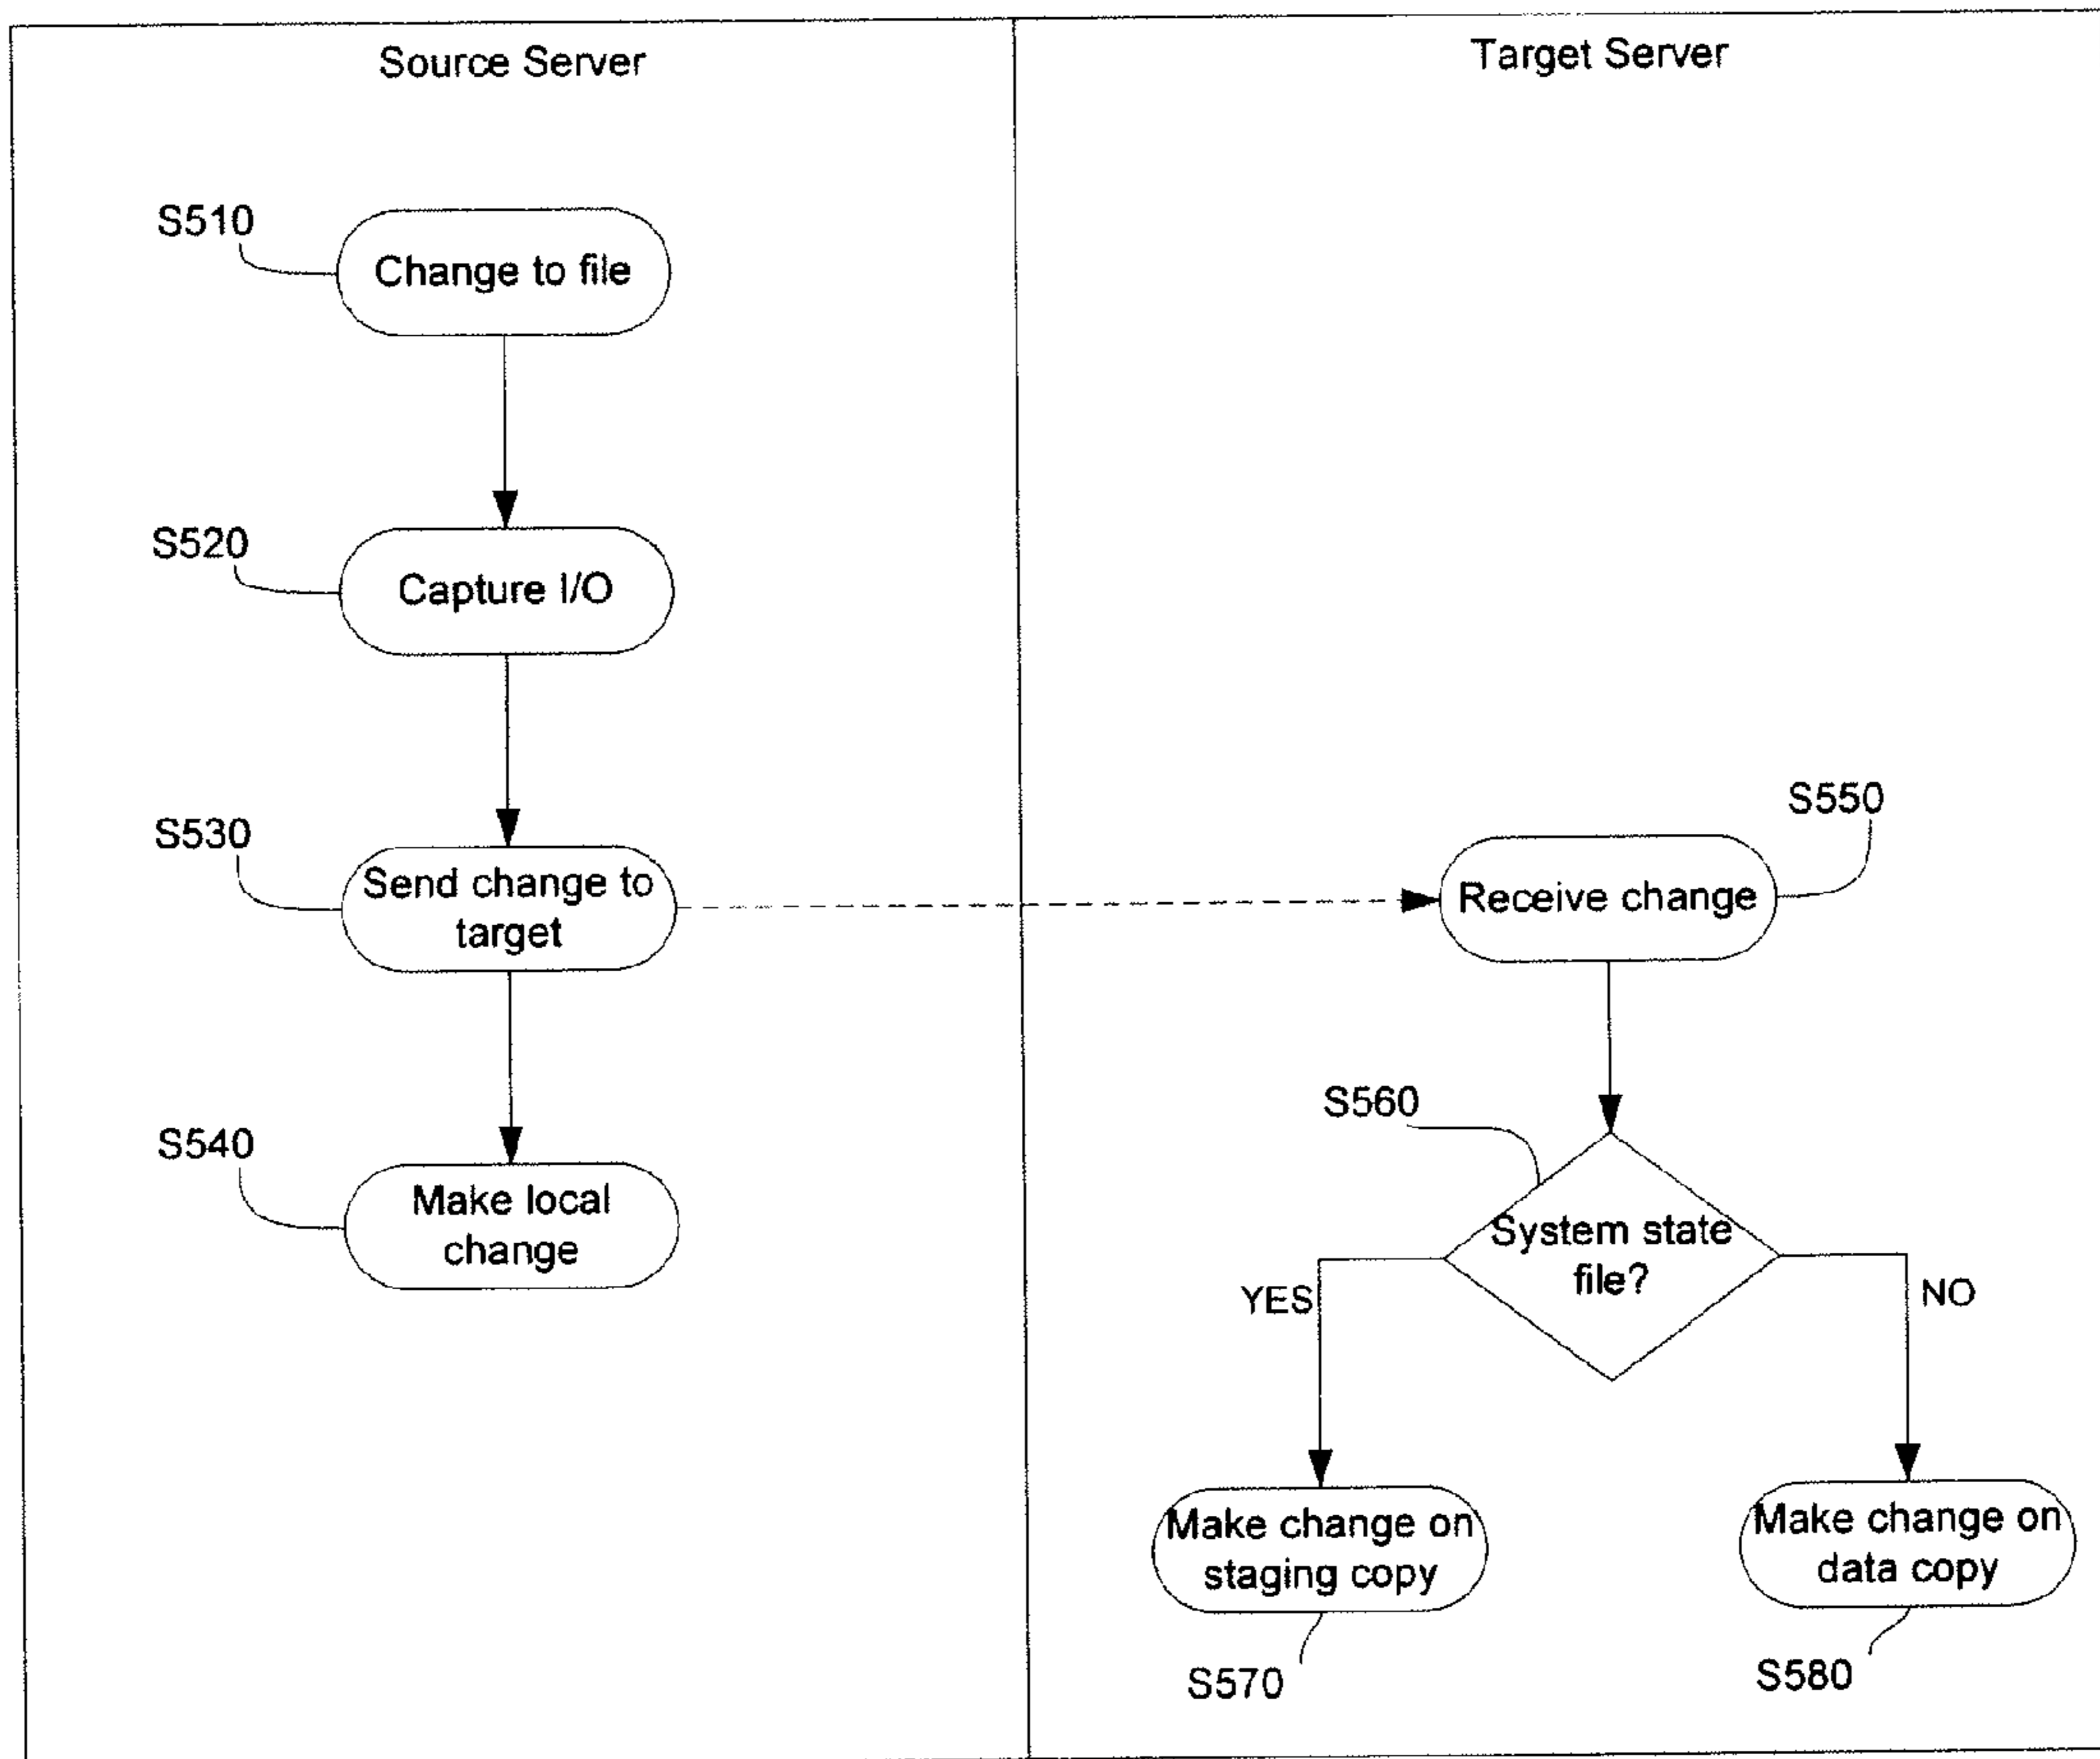 Source Server
Target Server
S510
Change to file
S520
Capture I/O
S530
Send change to
target
S540
Make local
change
S550
Receive change
S560
System state
file?
YES
NO
Make change on
staging copy
S570
Make change on
data copy
S580